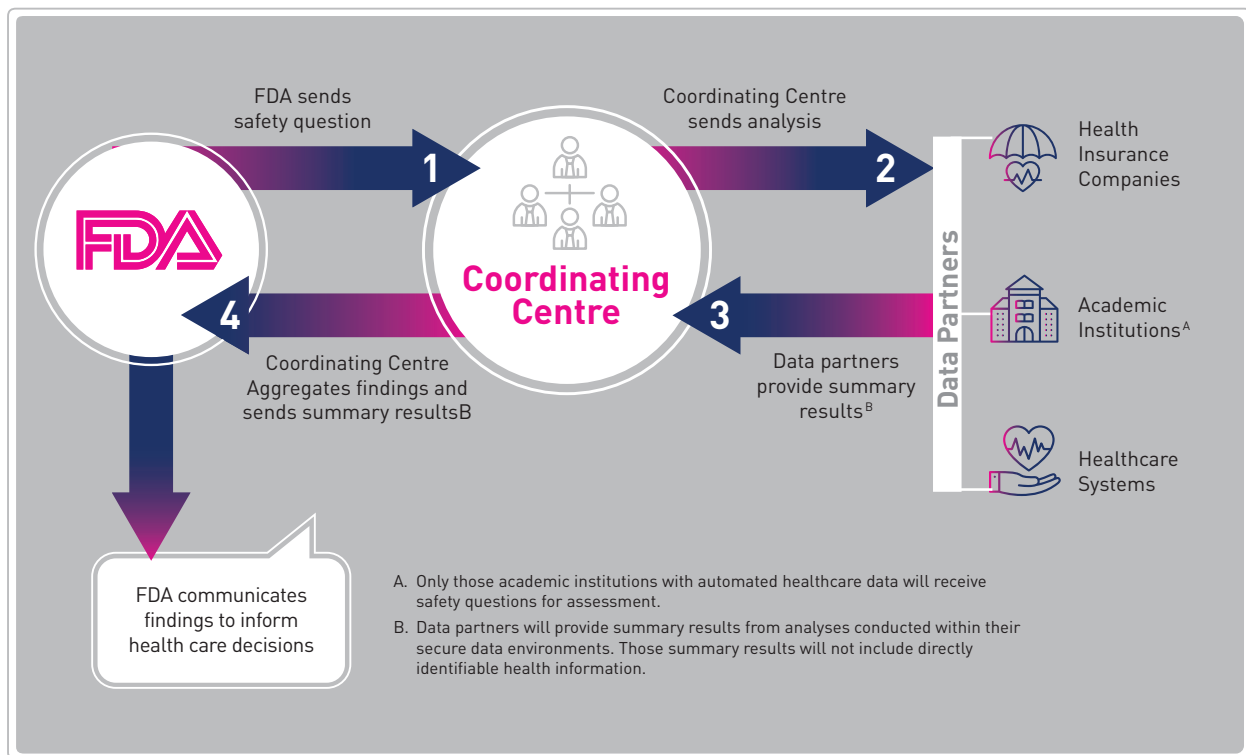 FDA sends
safety question
1
Coordinating Centre
sends analysis
2
Health
Insurance
Companies
FDA
Coordinating
Centre
Data Partners
4
3
Academic
Institutionsᴬ
Coordinating Centre
Aggregates findings and
sends summary resultsB
Data partners
provide summary
resultsᴮ
Healthcare
Systems
FDA communicates
findings to inform
health care decisions
A. Only those academic institutions with automated healthcare data will receive
safety questions for assessment.
B. Data partners will provide summary results from analyses conducted within their
secure data environments. Those summary results will not include directly
identifiable health information.